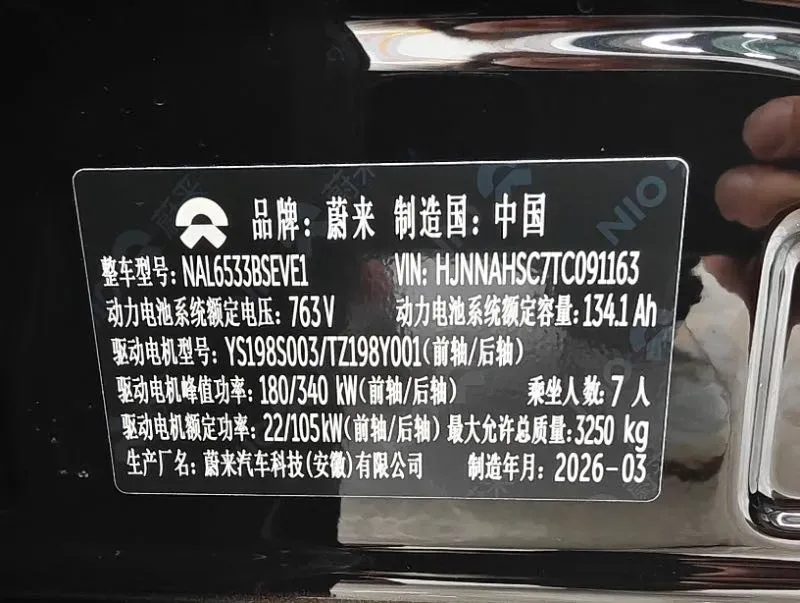 品牌: 蔚来 制造国: 中国
整车型号: NAL6533BSEVE1 VIN: HJNNAHSC7TC091163
动力电池系统额定电压: 763V 动力电池系统额定容量: 134.1 Ah
驱动电机型号: YS198S003/TZ198Y001(前轴/后轴)
驱动电机峰值功率: 180/340 kW(前轴/后轴) 乘坐人数: 7 人
驱动电机额定功率: 22/105kW(前轴/后轴) 最大允许总质量: 3250 kg
生产厂名: 蔚来汽车科技(安徽)有限公司 制造年月: 2026-03
蔚来
NIO